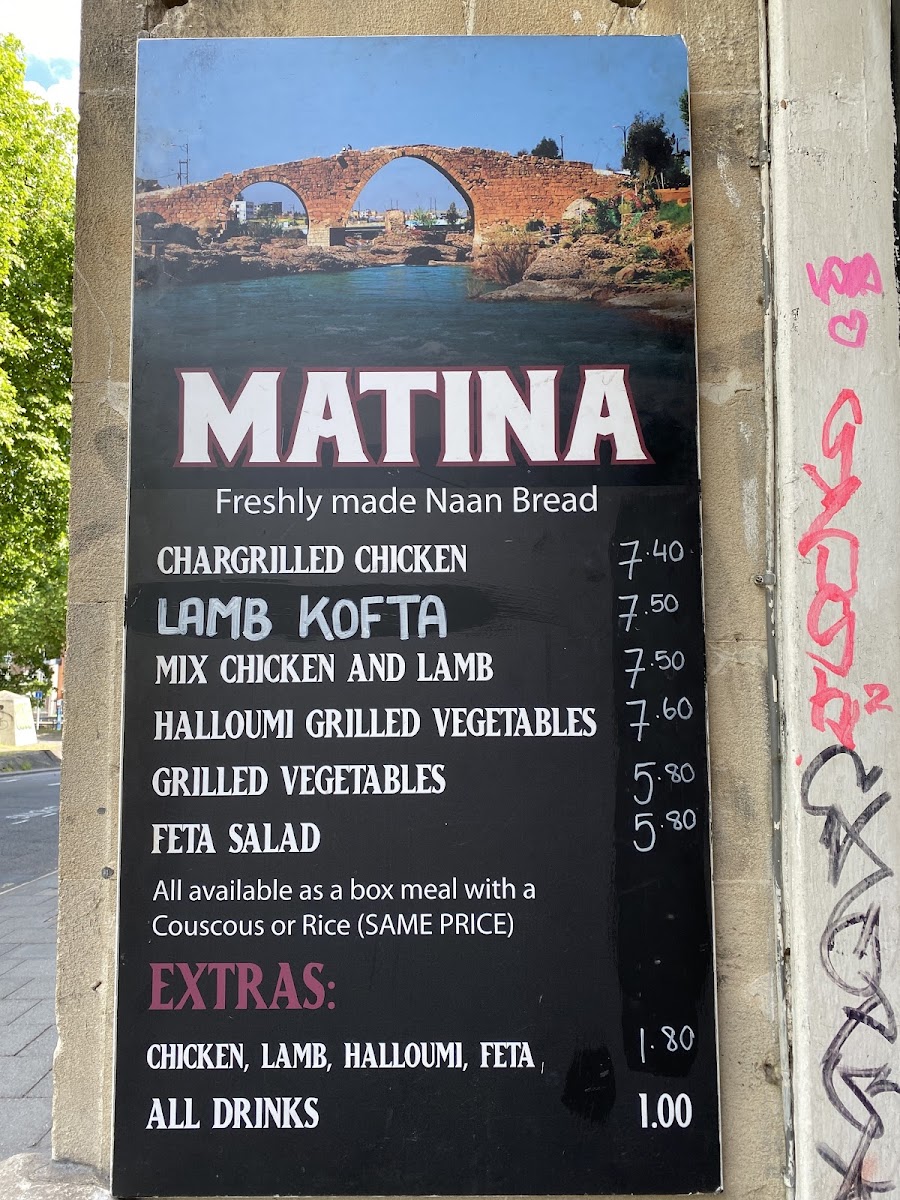 MATINA
Freshly made Naan Bread
CHARGRILLED CHICKEN 7.40
LAMB KOFTA 7.50
MIX CHICKEN AND LAMB 7.50
HALLOUMI GRILLED VEGETABLES 7.60
GRILLED VEGETABLES 5.80
FETA SALAD 5.80
All available as a box meal with a
Couscous or Rice (SAME PRICE)
EXTRAS:
CHICKEN, LAMB, HALLOUMI, FETA, 1.80
ALL DRINKS 1.00